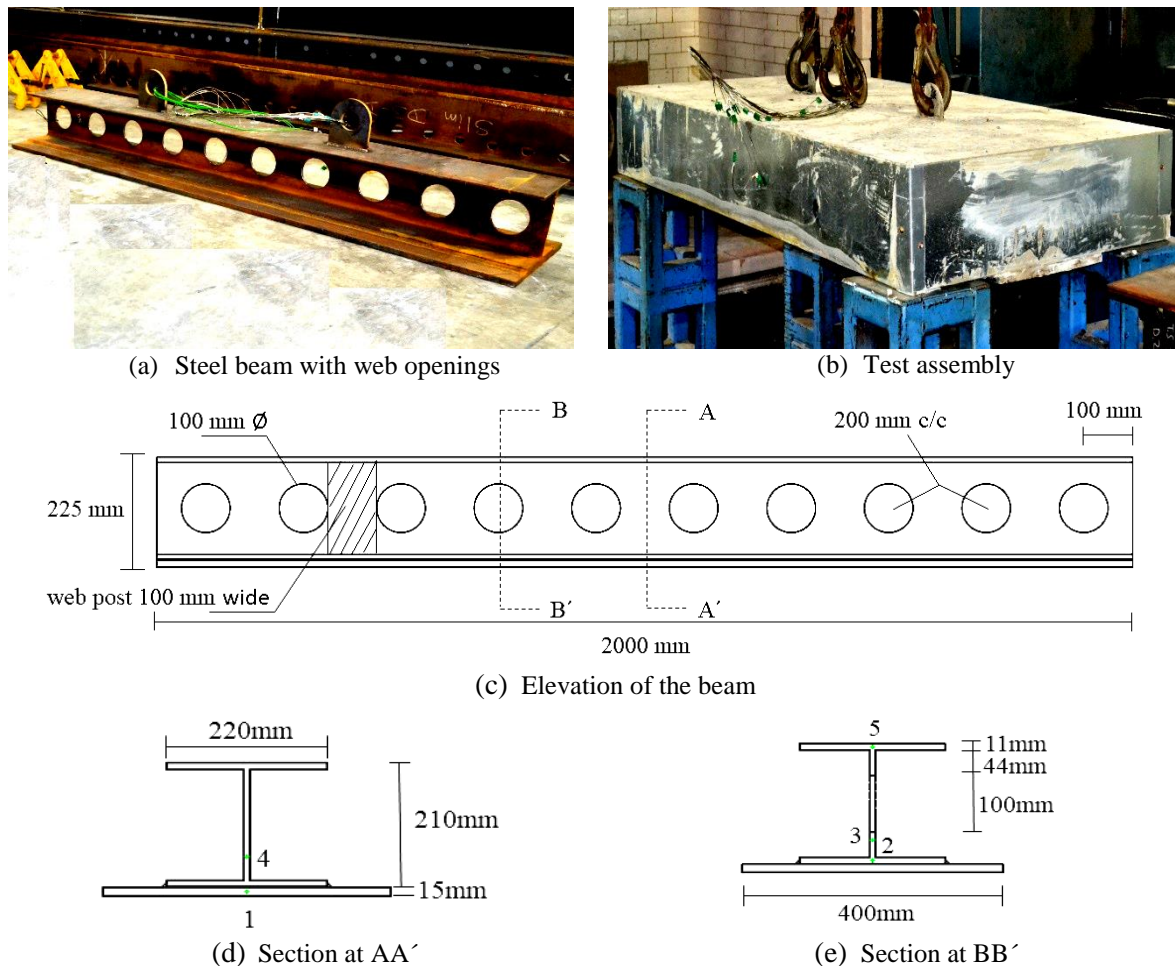 Slim
(a) Steel beam with web openings
(b) Test assembly
100 mm Ø
B
A
200 mm c/c
100 mm
225 mm
web post 100 mm wide
B´
A´
2000 mm
(c) Elevation of the beam
220mm
210mm
4
15mm
1
(d) Section at AA´
5
11mm
44mm
100mm
3
2
400mm
(e) Section at BB´